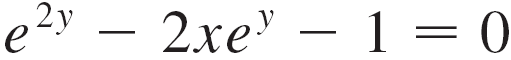 e^{2y} − 2xe^y − 1 = 0